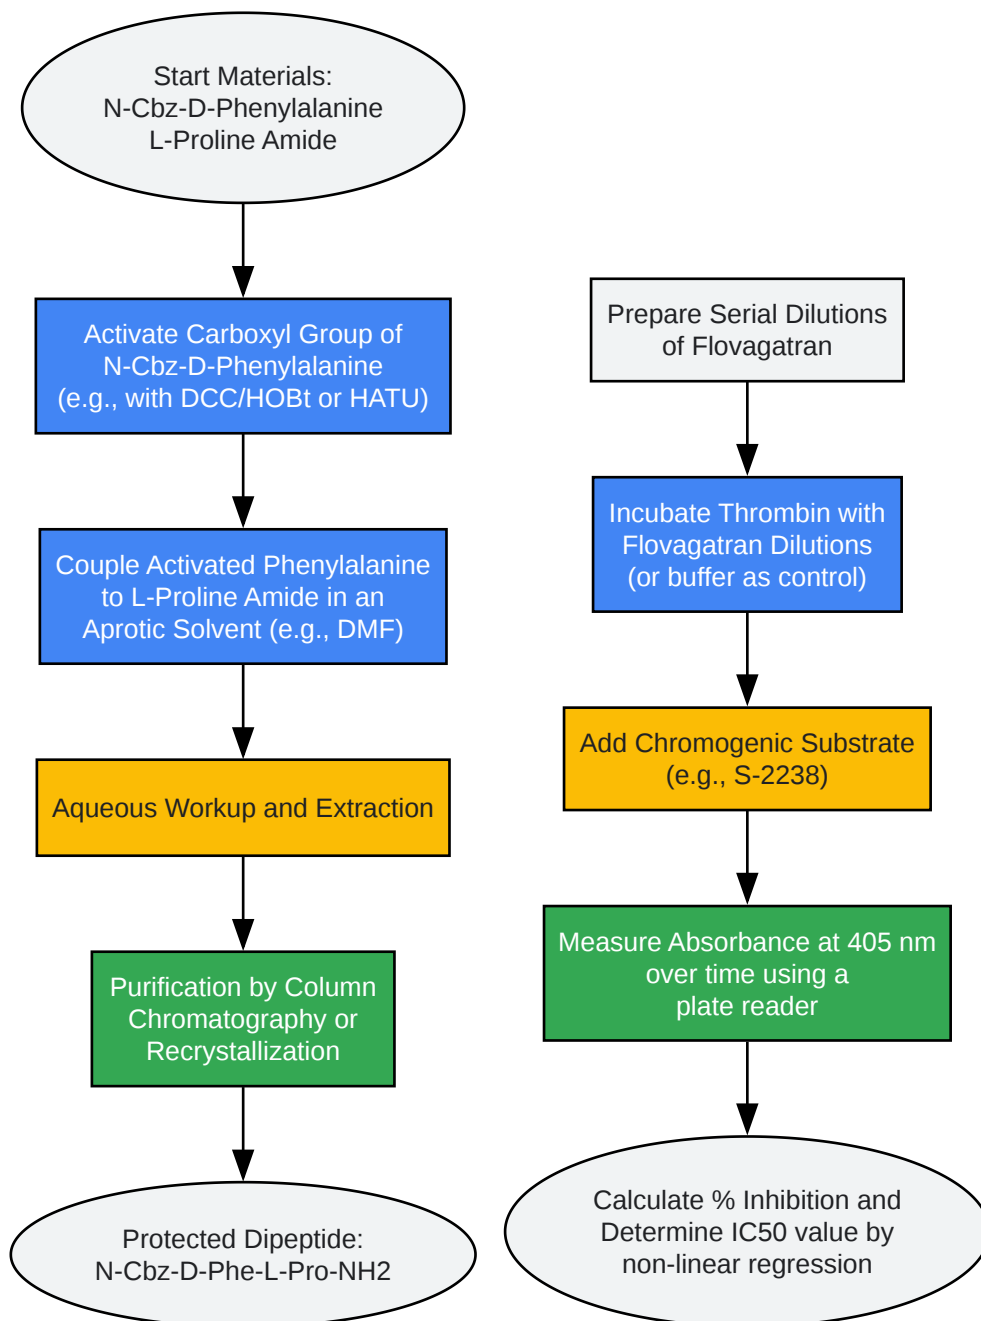 Start Materials:
N-Cbz-D-Phenylalanine
L-Proline Amide
Activate Carboxyl Group of
N-Cbz-D-Phenylalanine
(e.g., with DCC/HOBt or HATU)
Couple Activated Phenylalanine
to L-Proline Amide in an
Aprotic Solvent (e.g., DMF)
Aqueous Workup and Extraction
Purification by Column
Chromatography or
Recrystallization
Protected Dipeptide:
N-Cbz-D-Phe-L-Pro-NH2
Prepare Serial Dilutions
of Flovagatran
Incubate Thrombin with
Flovagatran Dilutions
(or buffer as control)
Add Chromogenic Substrate
(e.g., S-2238)
Measure Absorbance at 405 nm
over time using a
plate reader
Calculate % Inhibition and
Determine IC50 value by
non-linear regression